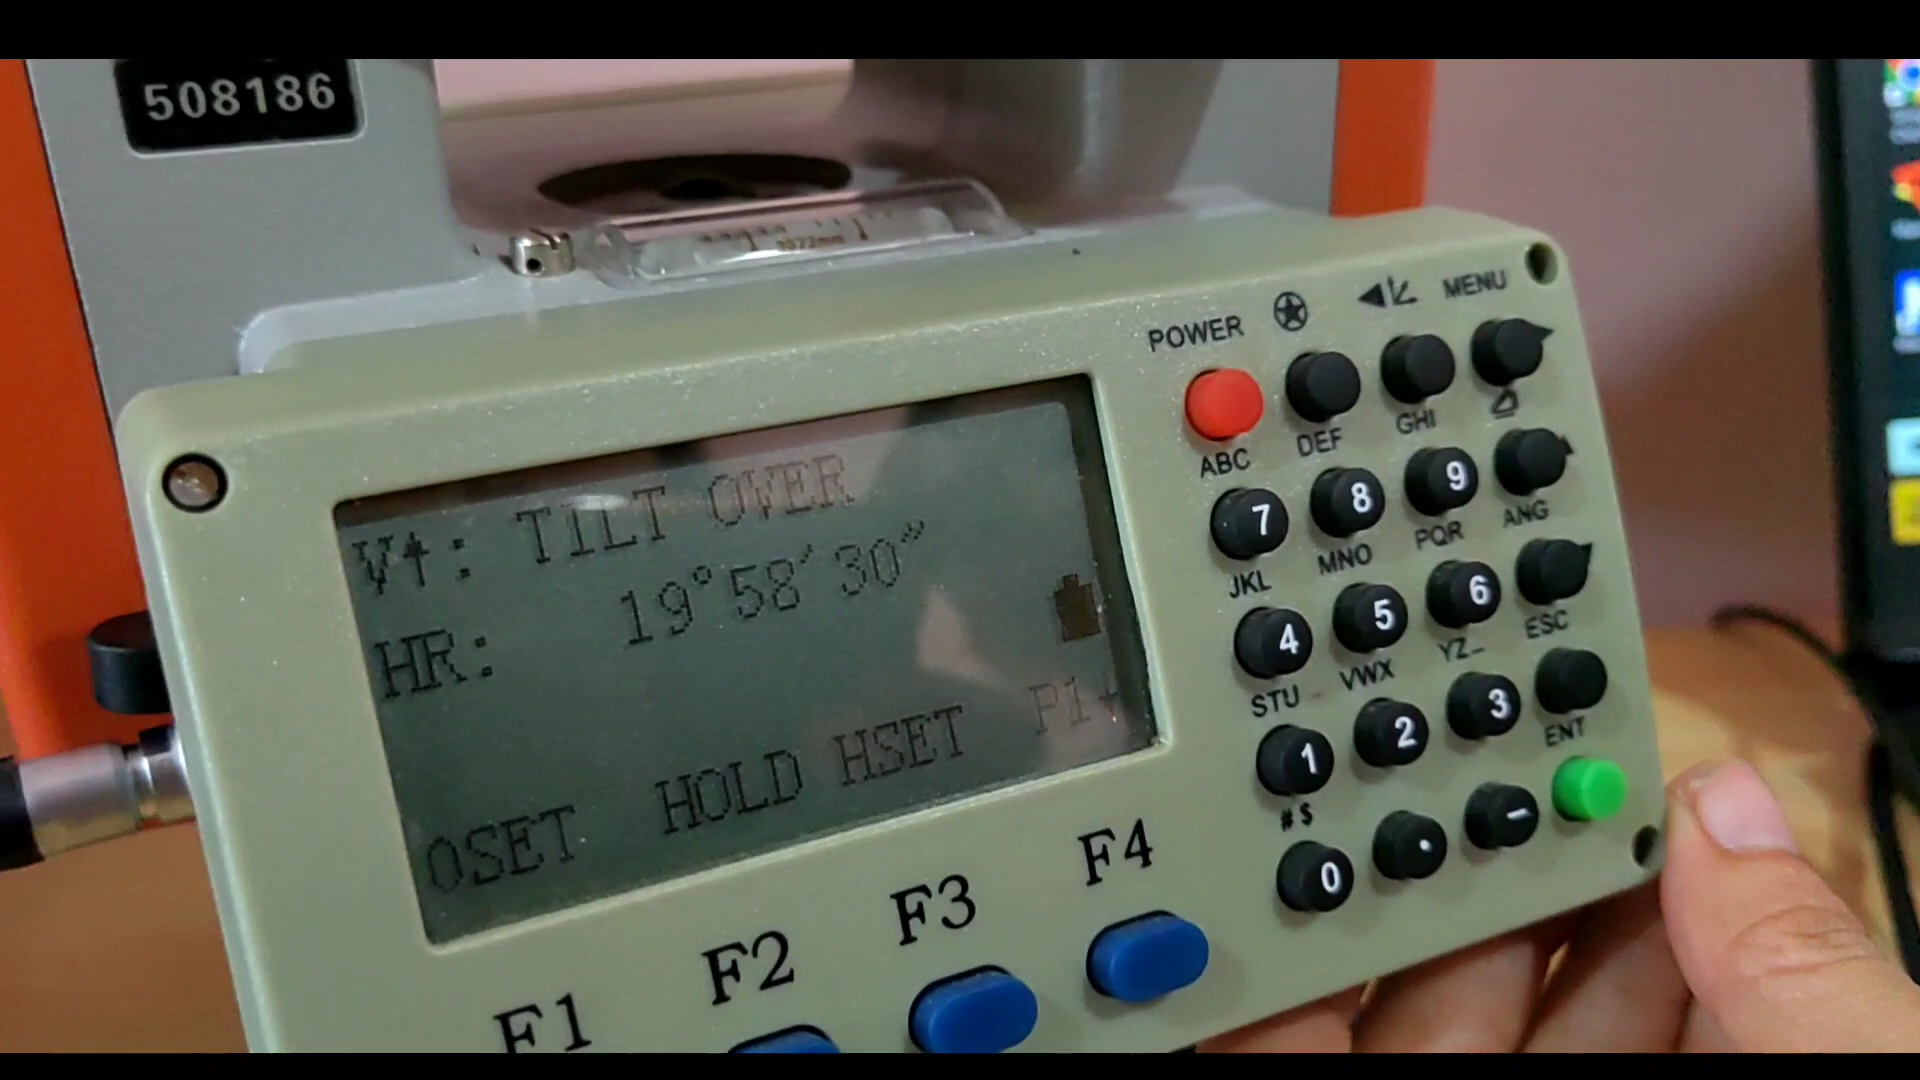 508186
POWER
MENU
V†: TILT OVER
HR: 19°58′30″
0SET HOLD HSET P1↓
F1 F2 F3 F4
ABC DEF GHI
7 8 9
JKL MNO PQR ANG
4 5 6
STU VWX YZ_ ESC
1 2 3
#$ ENT
0 . −